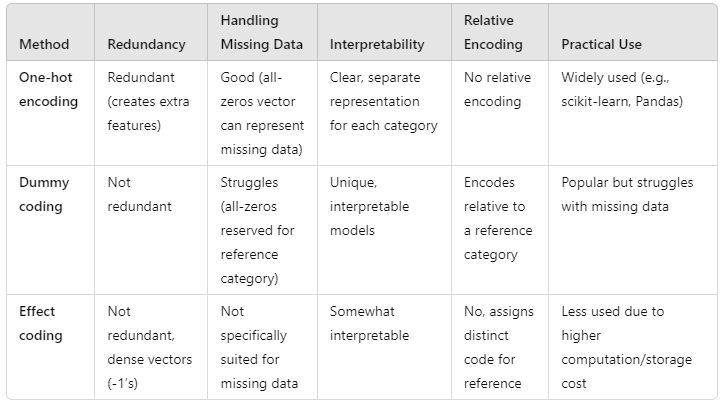 Method Redundancy Handling Missing Data Interpretability Relative Encoding Practical Use
One-hot encoding
Redundant
(creates extra
features)
Good (all-
zeros vector
can represent
missing data)
Clear, separate
representation
for each category
No relative
encoding
Widely used (e.g.,
scikit-learn, Pandas)
Dummy
coding
Not
redundant
Struggles
(all-zeros
reserved for
reference
category)
Unique,
interpretable
models
Encodes
relative to
a reference
category
Popular but struggles
with missing data
Effect
coding
Not
redundant,
dense vectors
(-1's)
Not
specifically
suited for
missing data
Somewhat
interpretable
No, assigns
distinct
code for
reference
Less used due to
higher
computation/storage
cost